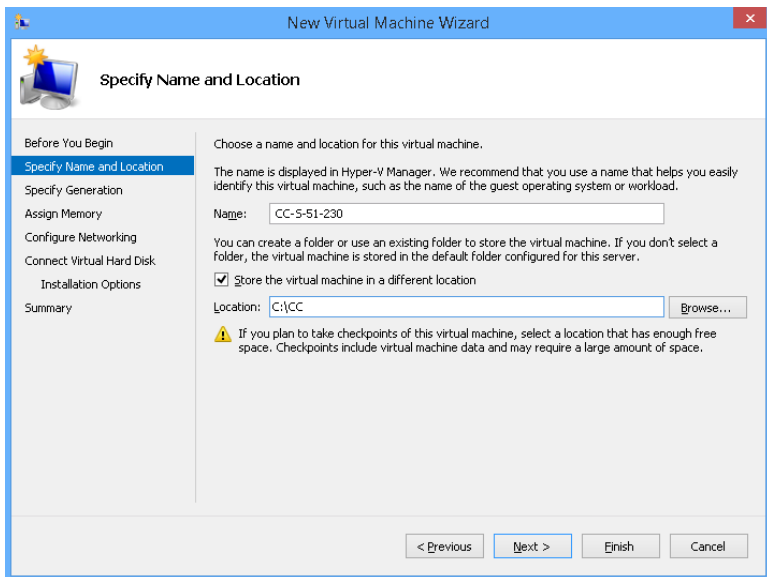 New Virtual Machine Wizard
Specify Name and Location
Before You Begin
Specify Name and Location
Specify Generation
Assign Memory
Configure Networking
Connect Virtual Hard Disk
Installation Options
Summary
Choose a name and location for this virtual machine.
The name is displayed in Hyper-V Manager. We recommend that you use a name that helps you easily
identify this virtual machine, such as the name of the guest operating system or workload.
Name: CC-S-51-230
You can create a folder or use an existing folder to store the virtual machine. If you don't select a
folder, the virtual machine is stored in the default folder configured for this server.
Store the virtual machine in a different location
Location: C:\CC Browse...
If you plan to take checkpoints of this virtual machine, select a location that has enough free
space. Checkpoints include virtual machine data and may require a large amount of space.
< Previous Next > Finish Cancel